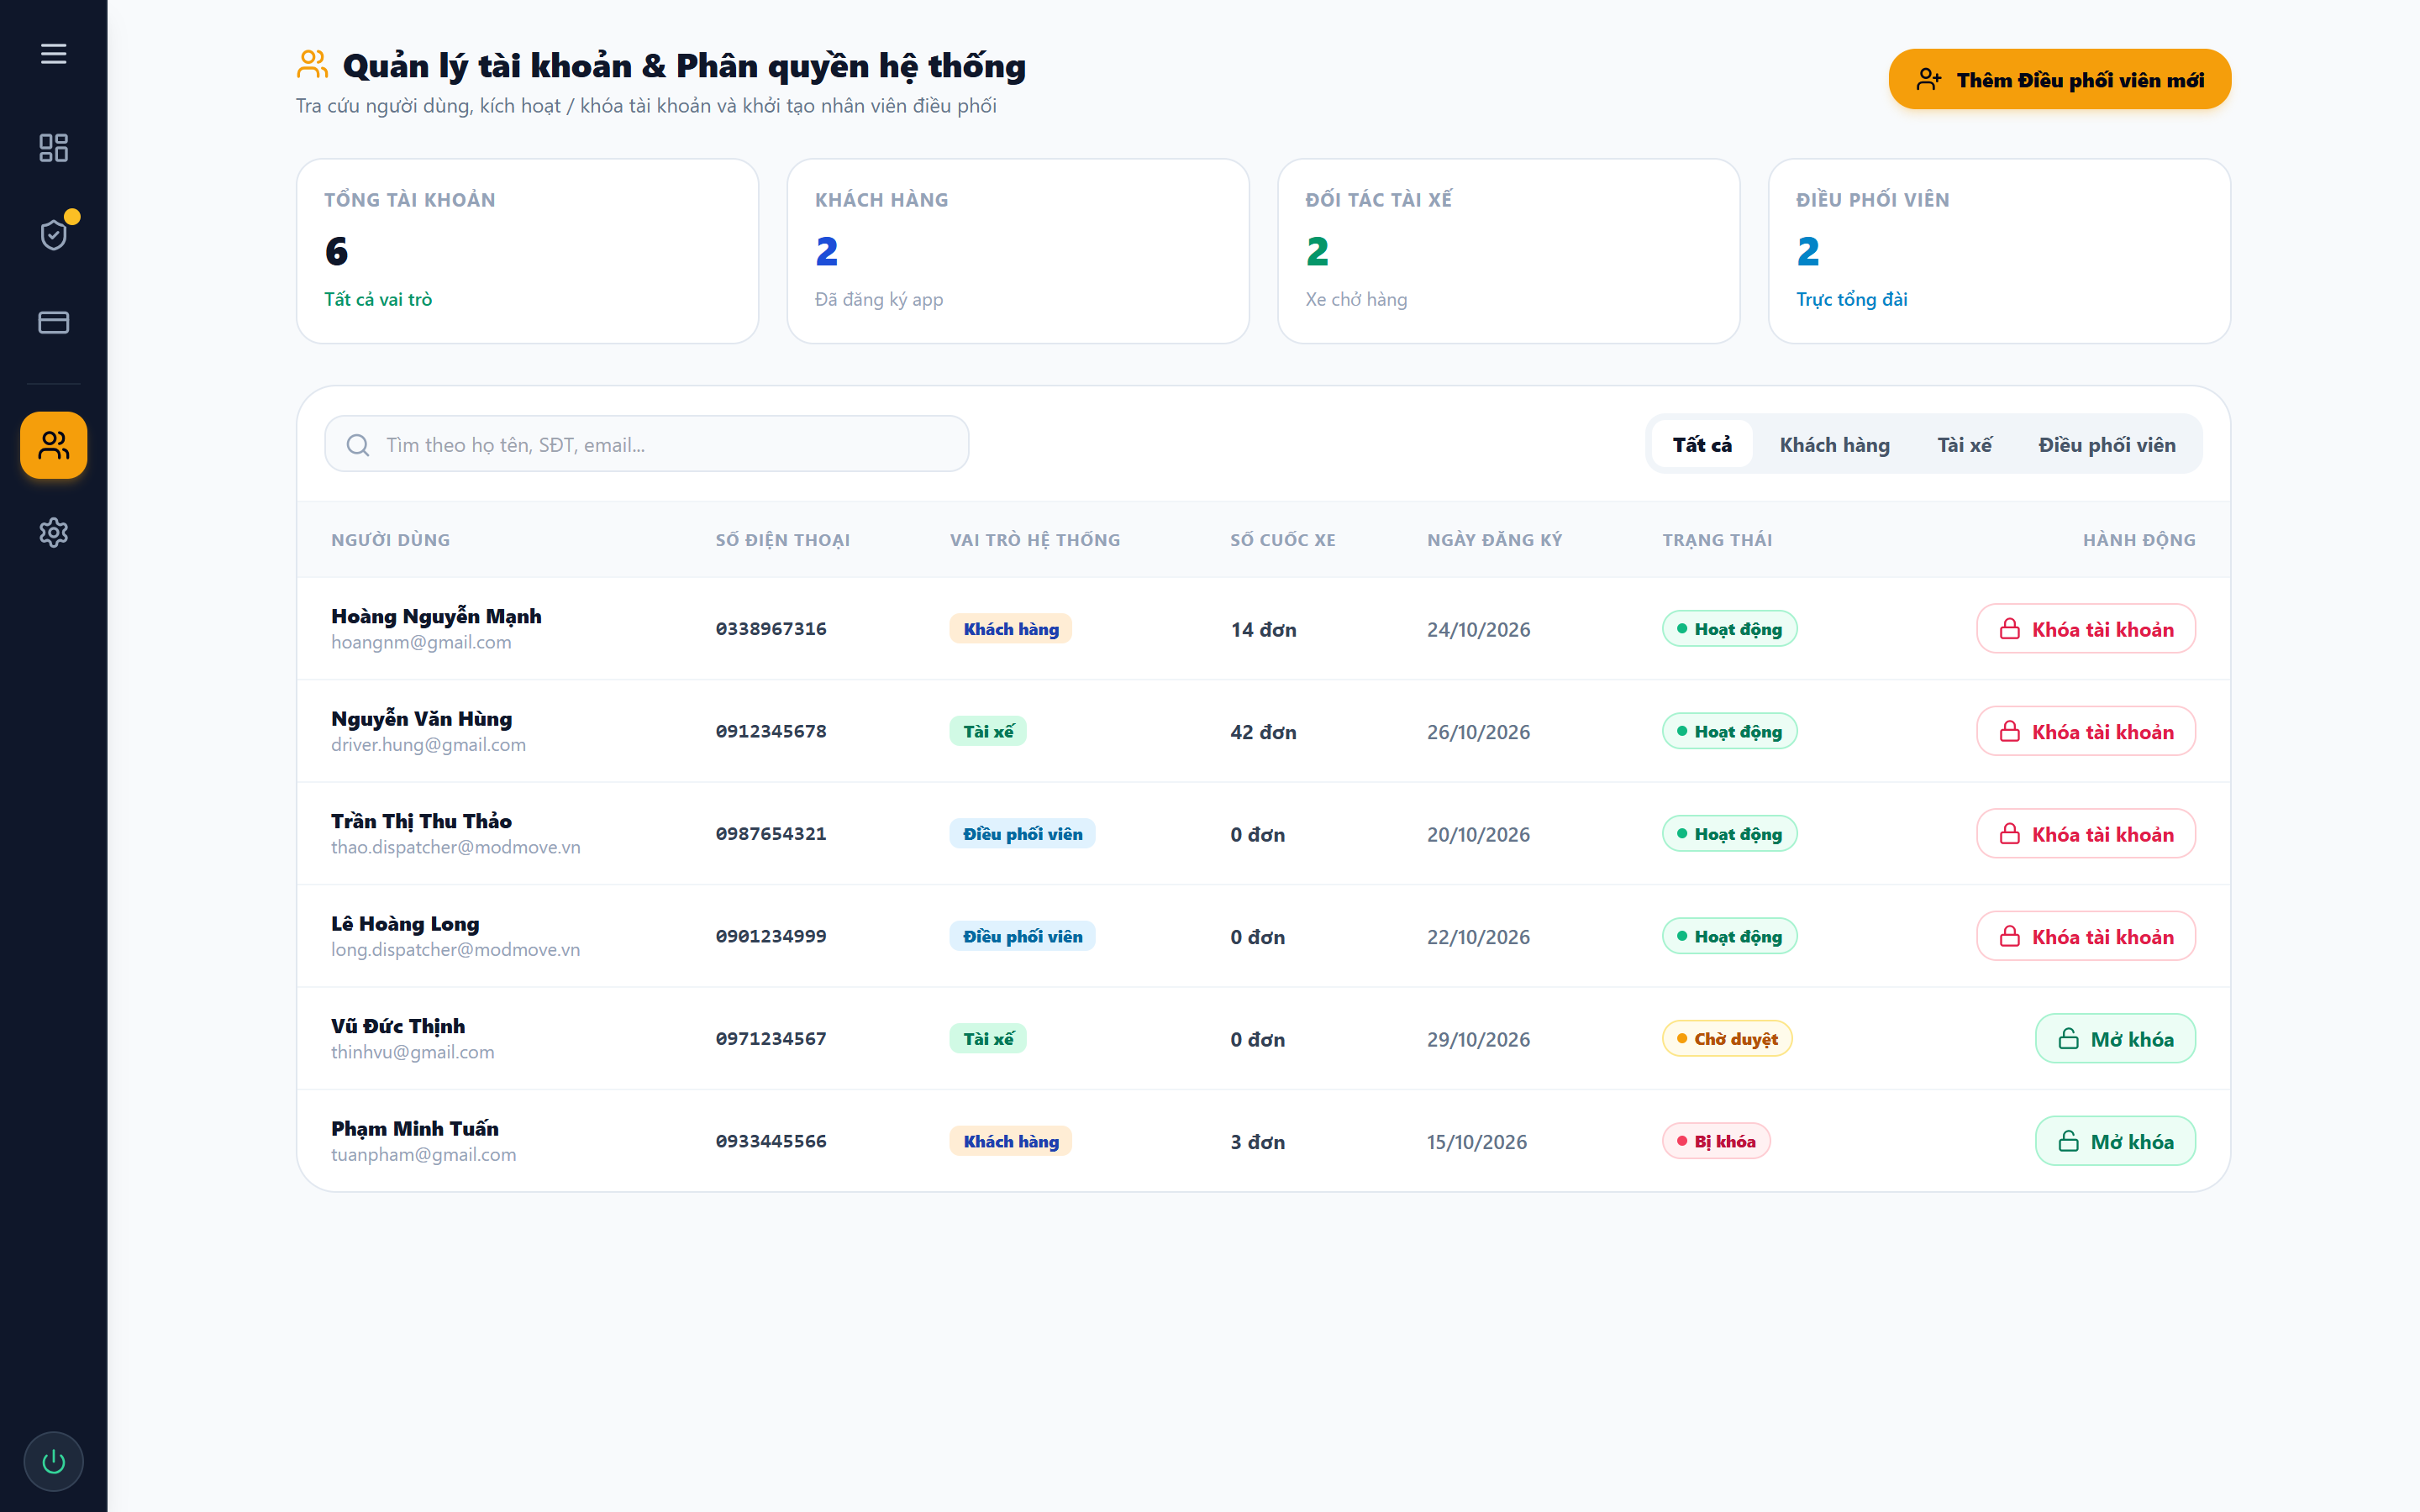 Quản lý tài khoản & Phân quyền hệ thống
Tra cứu người dùng, kích hoạt / khóa tài khoản và khởi tạo nhân viên điều phối
Thêm Điều phối viên mới
TỔNG TÀI KHOẢN
6
Tất cả vai trò
KHÁCH HÀNG
2
Đã đăng ký app
ĐỐI TÁC TÀI XẾ
2
Xe chở hàng
ĐIỀU PHỐI VIÊN
2
Trực tổng đài
Tìm theo họ tên, SĐT, email...
Tất cả Khách hàng Tài xế Điều phối viên
NGƯỜI DÙNG SỐ ĐIỆN THOẠI VAI TRÒ HỆ THỐNG SỐ CUỐC XE NGÀY ĐĂNG KÝ TRẠNG THÁI HÀNH ĐỘNG
Hoàng Nguyễn Mạnh
hoangnm@gmail.com
0338967316 Khách hàng 14 đơn 24/10/2026 Hoạt động Khóa tài khoản
Nguyễn Văn Hùng
driver.hung@gmail.com
0912345678 Tài xế 42 đơn 26/10/2026 Hoạt động Khóa tài khoản
Trần Thị Thu Thảo
thao.dispatcher@modmove.vn
0987654321 Điều phối viên 0 đơn 20/10/2026 Hoạt động Khóa tài khoản
Lê Hoàng Long
long.dispatcher@modmove.vn
0901234999 Điều phối viên 0 đơn 22/10/2026 Hoạt động Khóa tài khoản
Vũ Đức Thịnh
thinhvu@gmail.com
0971234567 Tài xế 0 đơn 29/10/2026 Chờ duyệt Mở khóa
Phạm Minh Tuấn
tuanpham@gmail.com
0933445566 Khách hàng 3 đơn 15/10/2026 Bị khóa Mở khóa